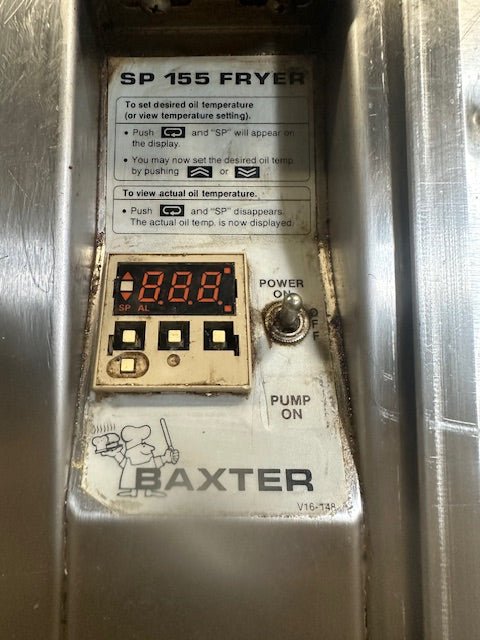 SP 155 FRYER
To set desired oil temperature
(or view temperature setting).
• Push and "SP" will appear on
the display.
• You may now set the desired oil temp.
by pushing or
To view actual oil temperature.
• Push and "SP" disappears.
The actual oil temp. is now displayed.
8.8.8.
SP AL
POWER
ON
OFF
PUMP
ON
BAXTER
V16-148